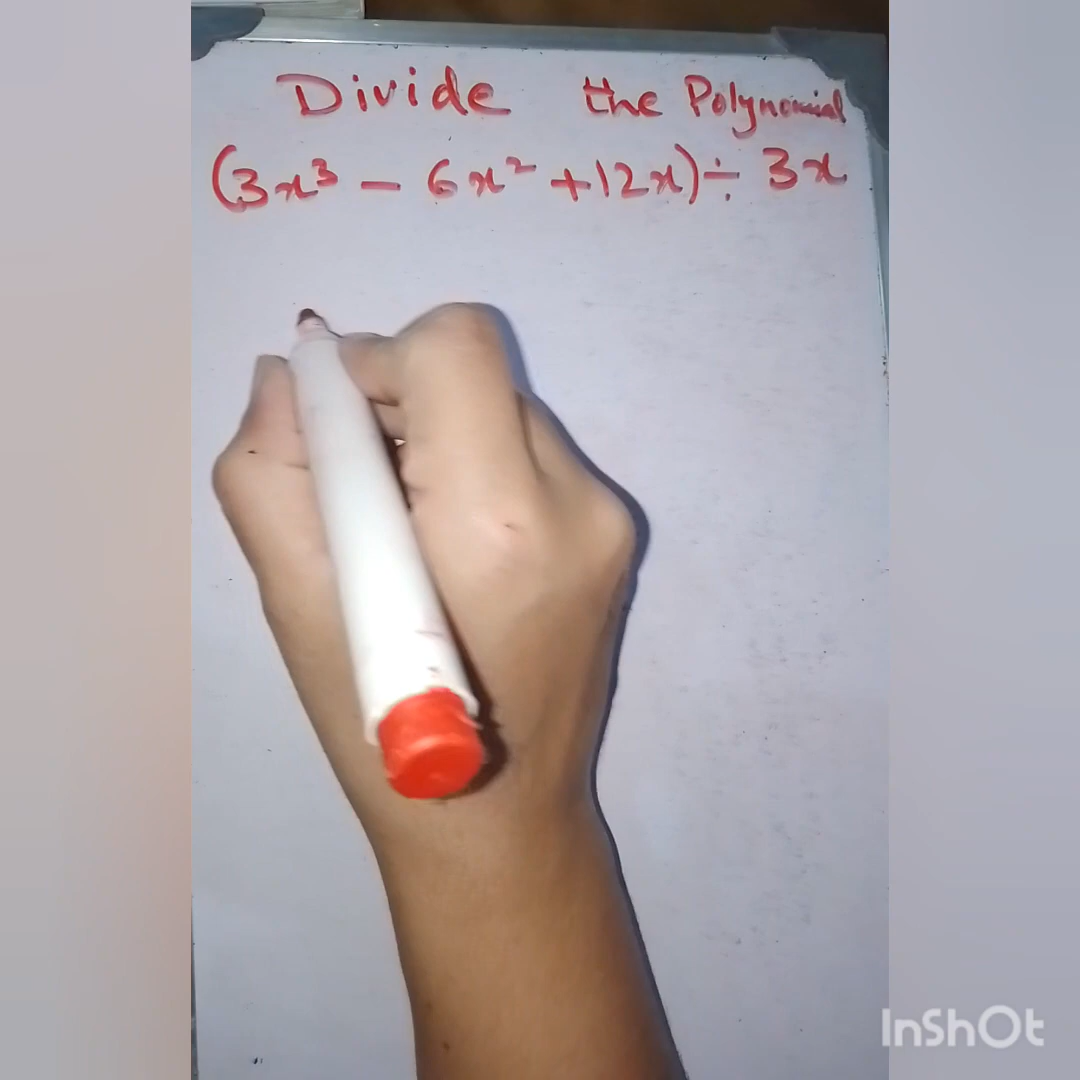 Divide the Polynomial
(3x³ - 6x² + 12x) ÷ 3x
InShOt